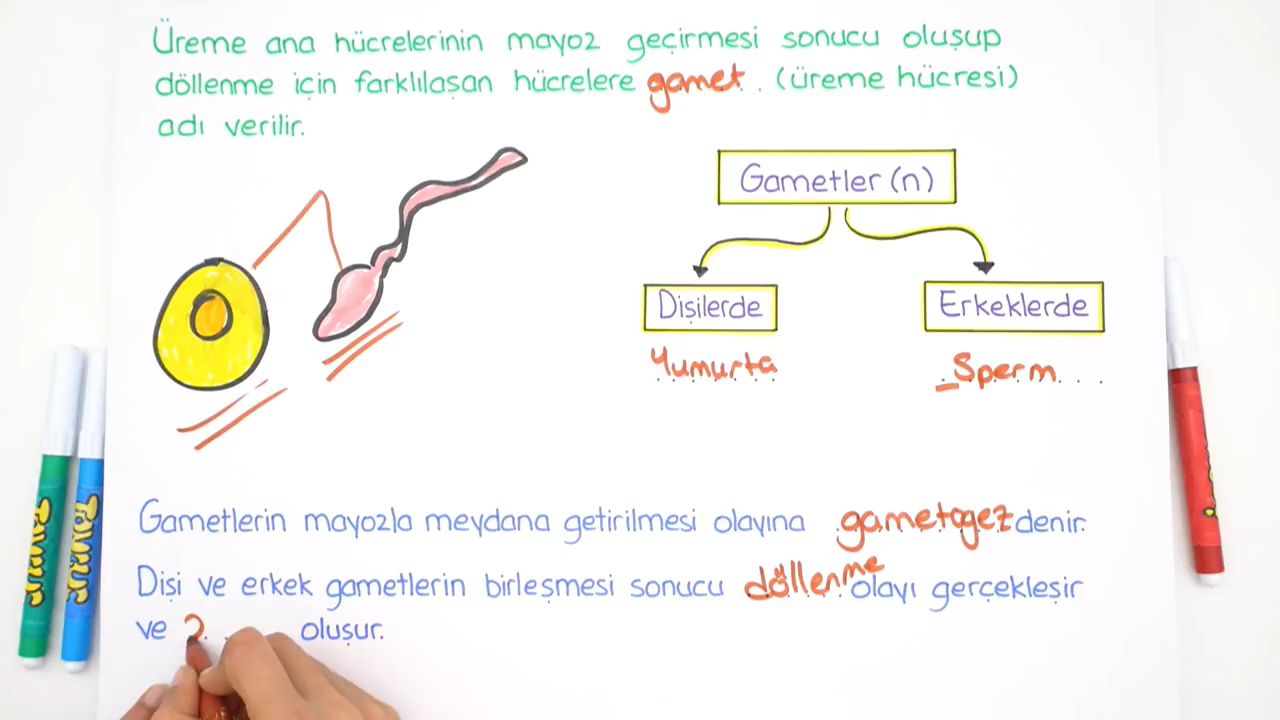 Üreme ana hücrelerinin mayoz geçirmesi sonucu oluşup
döllenme için farklılaşan hücrelere gamet . (üreme hücresi)
adı verilir.
Gametler (n)
Dişilerde
Erkeklerde
Yumurta
Sperm
Gametlerin mayozla meydana getirilmesi olayına gametogez denir.
Dişi ve erkek gametlerin birleşmesi sonucu döllenme olayı gerçekleşir
ve oluşur.